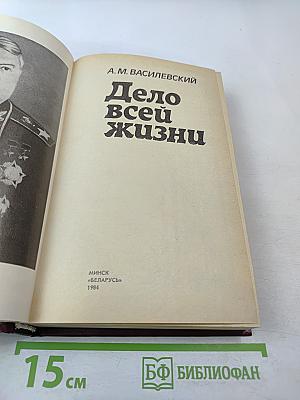 А. М. ВАСИЛЕВСКИЙ
Дело
всей
жизни
МИНСК
«БЕЛАРУСЬ»
1984
15 см
БФ БИБЛИОФАН